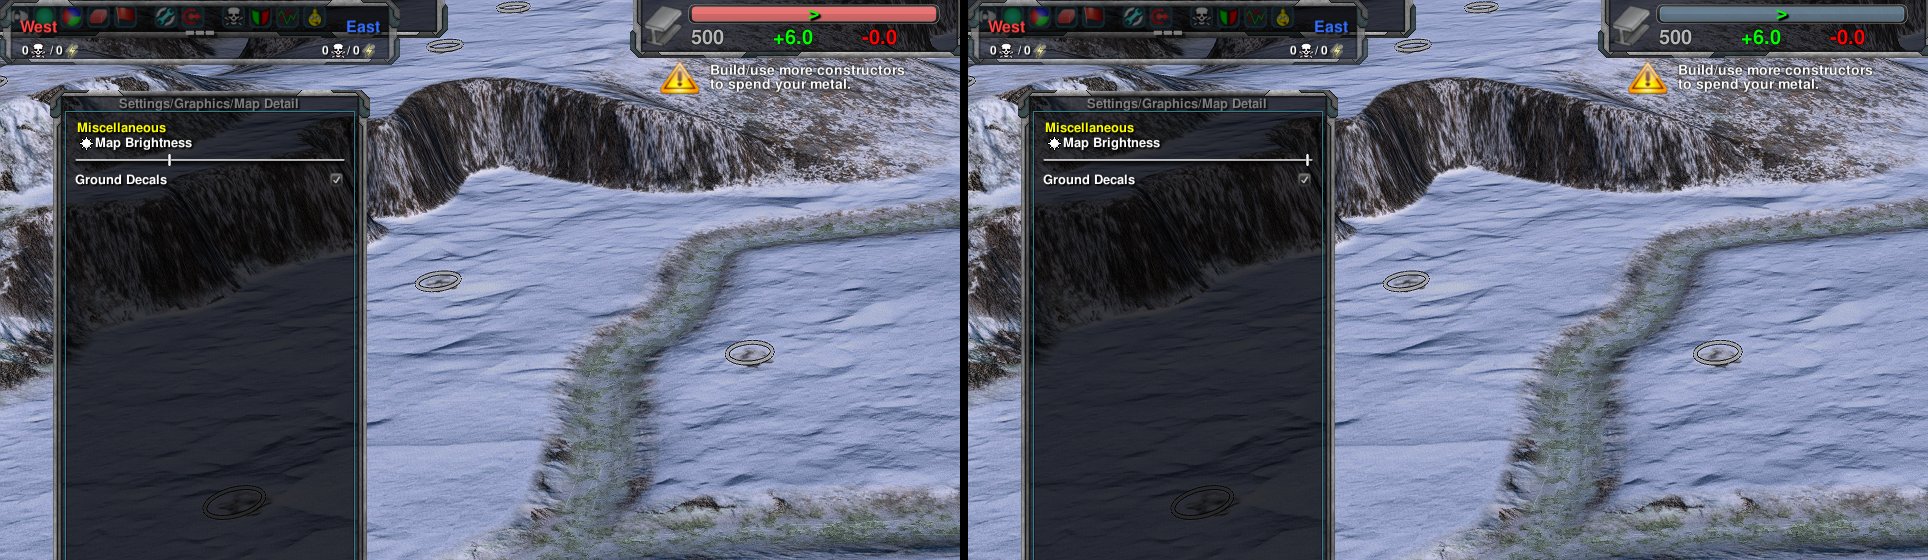 West
East
0 / 0
0 / 0
500
+6.0
-0.0
Build/use more constructors
to spend your metal.
Settings/Graphics/Map Detail
Miscellaneous
Map Brightness
Ground Decals
West
East
0 / 0
0 / 0
500
+6.0
-0.0
Build/use more constructors
to spend your metal.
Settings/Graphics/Map Detail
Miscellaneous
Map Brightness
Ground Decals